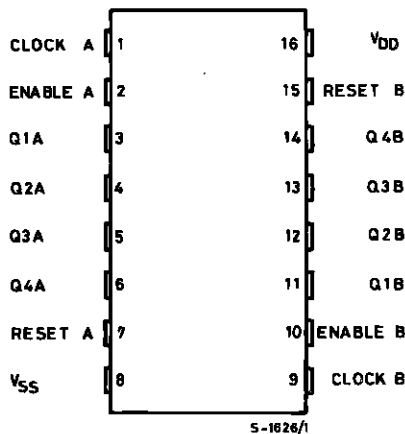 CLOCK A 1 16 VDD
ENABLE A 2 15 RESET B
Q1A 3 14 Q4B
Q2A 4 13 Q3B
Q3A 5 12 Q2B
Q4A 6 11 Q1B
RESET A 7 10 ENABLE B
VSS 8 9 CLOCK B
S-1626/1